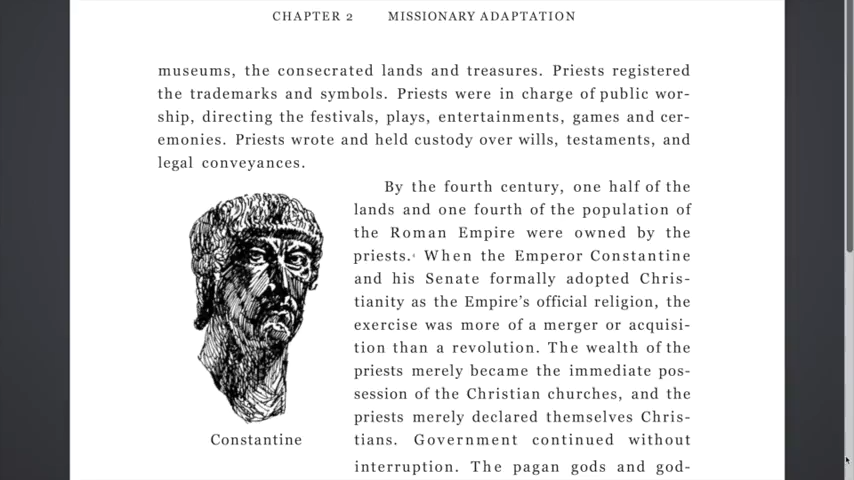 CHAPTER 2 MISSIONARY ADAPTATION
museums, the consecrated lands and treasures. Priests registered
the trademarks and symbols. Priests were in charge of public wor-
ship, directing the festivals, plays, entertainments, games and cer-
emonies. Priests wrote and held custody over wills, testaments, and
legal conveyances.
By the fourth century, one half of the
lands and one fourth of the population of
the Roman Empire were owned by the
priests.⁴ When the Emperor Constantine
and his Senate formally adopted Chris-
tianity as the Empire’s official religion, the
exercise was more of a merger or acquisi-
tion than a revolution. The wealth of the
priests merely became the immediate pos-
session of the Christian churches, and the
priests merely declared themselves Chris-
tians. Government continued without
interruption. The pagan gods and god-
Constantine